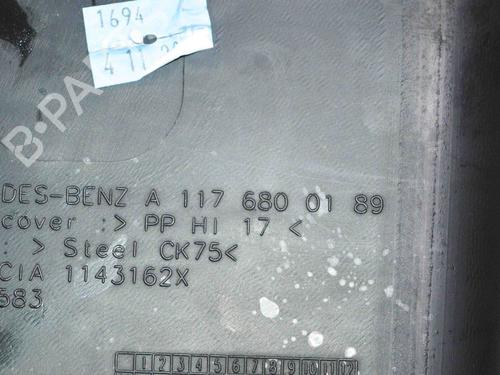 1694
4 11
B-PARTS
DES-BENZ A 117 680 01 89
cover :> PP HI 17 <
: > Steel CK75<
CIA 1143162X
583
1 2 3 4 5 6 7 8 9 10 11 12